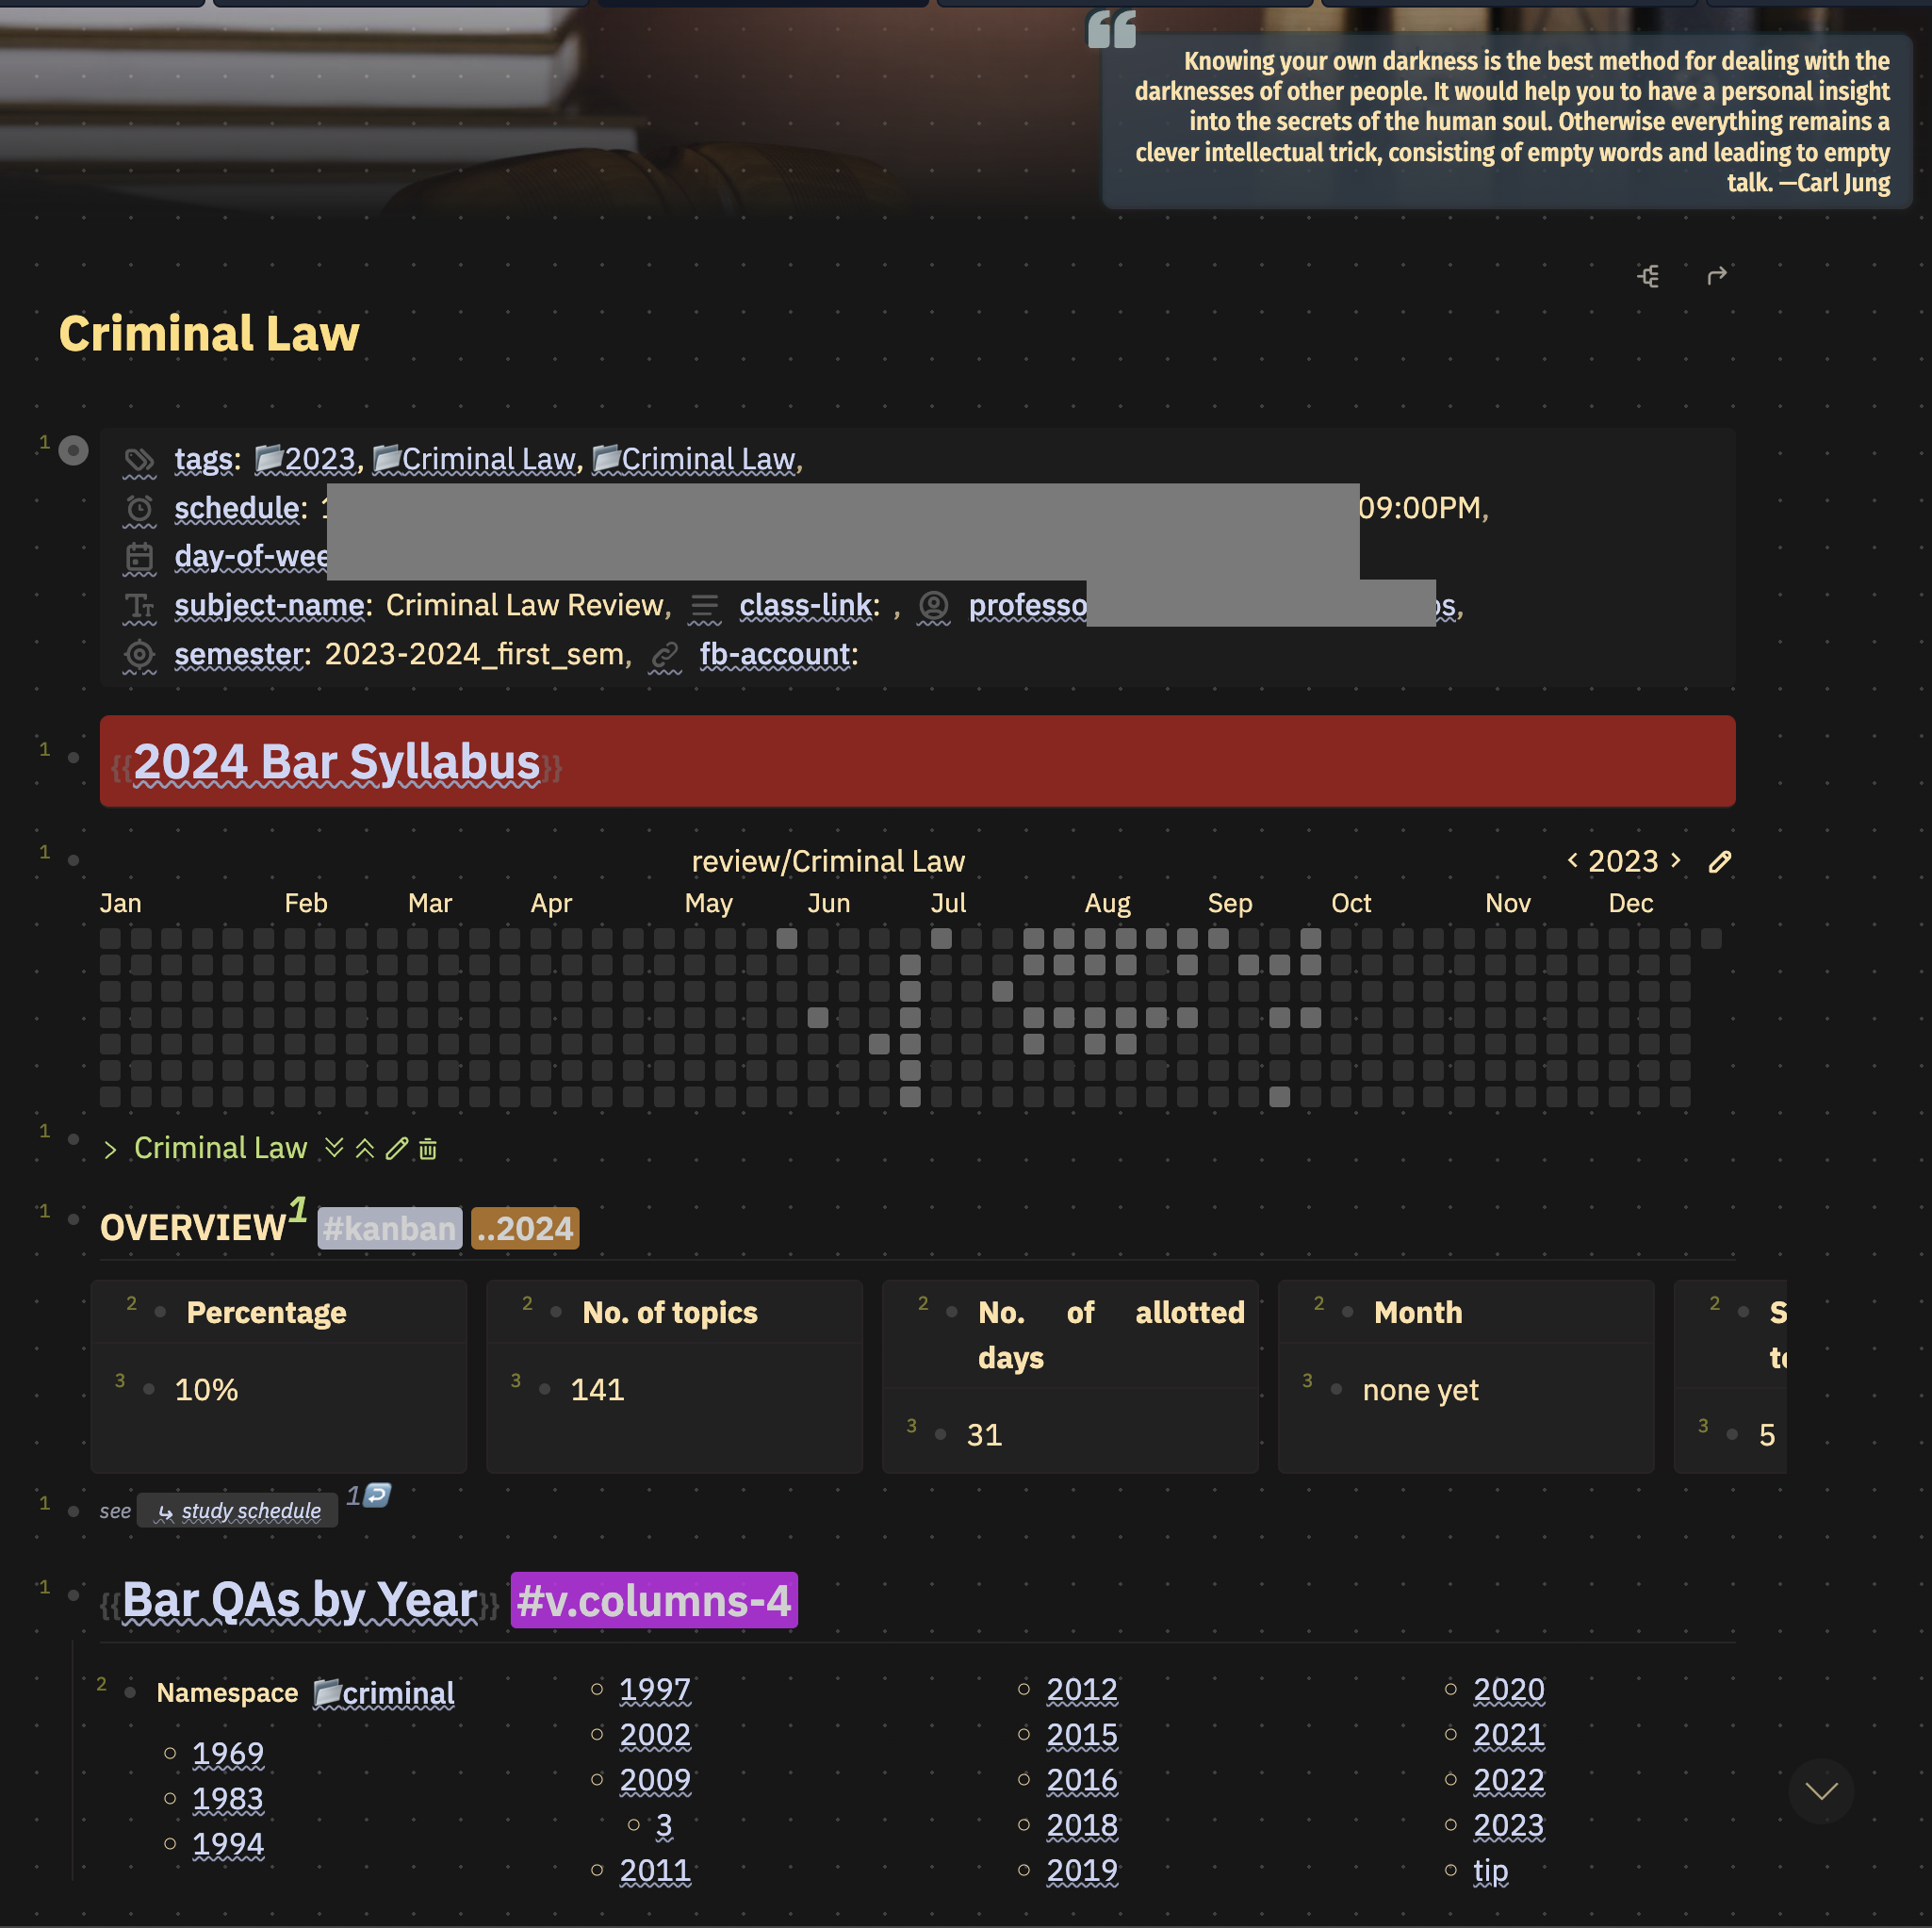 Knowing your own darkness is the best method for dealing with the
darknesses of other people. It would help you to have a personal insight
into the secrets of the human soul. Otherwise everything remains a
clever intellectual trick, consisting of empty words and leading to empty
talk. —Carl Jung
Criminal Law
1
tags: 2023, Criminal Law, Criminal Law,
schedule: 09:00PM,
subject-name: Criminal Law Review, class-link: ,
semester: 2023-2024_first_sem, fb-account:
1
{{2024 Bar Syllabus}}
1
review/Criminal Law
< 2023 >
Jan Feb Mar Apr May Jun Jul Aug Sep Oct Nov Dec
1
> Criminal Law
1
OVERVIEW1 #kanban ..2024
2 Percentage
3 10%
2 No. of topics
3 141
2 No. of allotted
days
3 31
2 Month
3 none yet
2
3 5
1
see study schedule 1
1
{{Bar QAs by Year}} #v.columns-4
2 Namespace criminal
1969
1983
1994
1997
2002
2009
3
2011
2012
2015
2016
2018
2019
2020
2021
2022
2023
tip